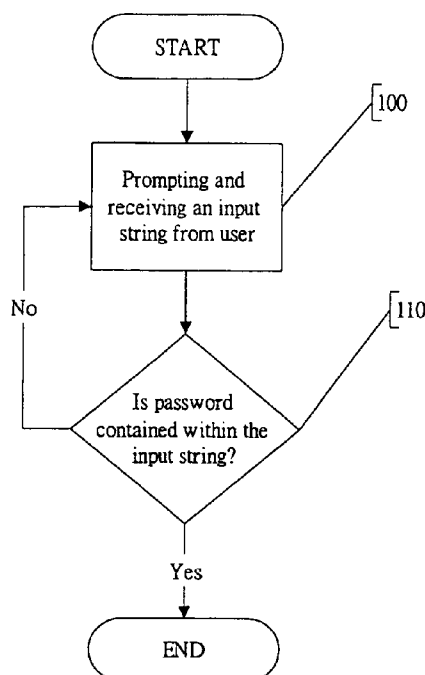 START
100
Prompting and
receiving an input
string from user
No
110
Is password
contained within the
input string?
Yes
END